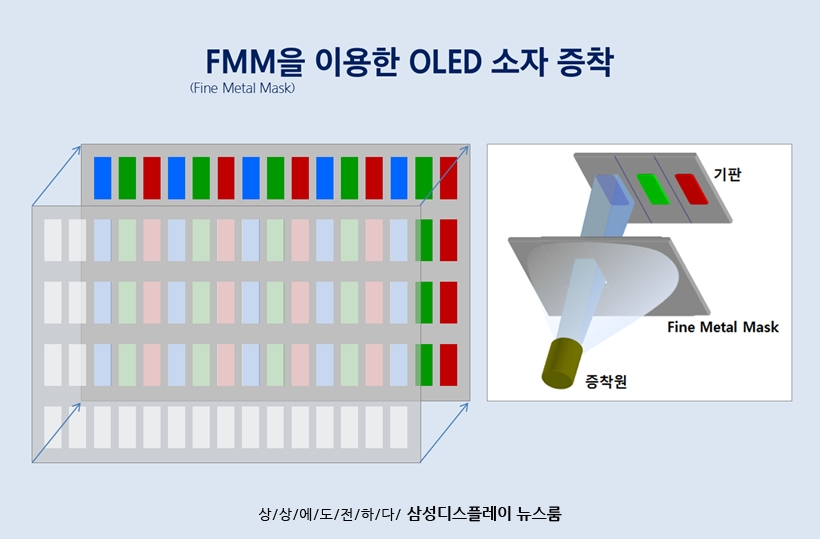 FMM을 이용한 OLED 소자 증착
(Fine Metal Mask)
기판
Fine Metal Mask
증착원
상/상/에/도/전/하/다/ 삼성디스플레이 뉴스룸